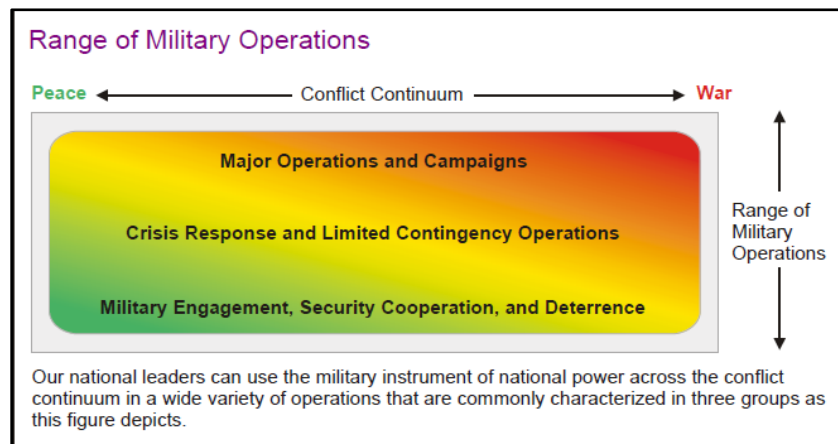 Range of Military Operations
Peace Conflict Continuum War
Major Operations and Campaigns
Crisis Response and Limited Contingency Operations
Military Engagement, Security Cooperation, and Deterrence
Range of
Military
Operations
Our national leaders can use the military instrument of national power across the conflict
continuum in a wide variety of operations that are commonly characterized in three groups as
this figure depicts.